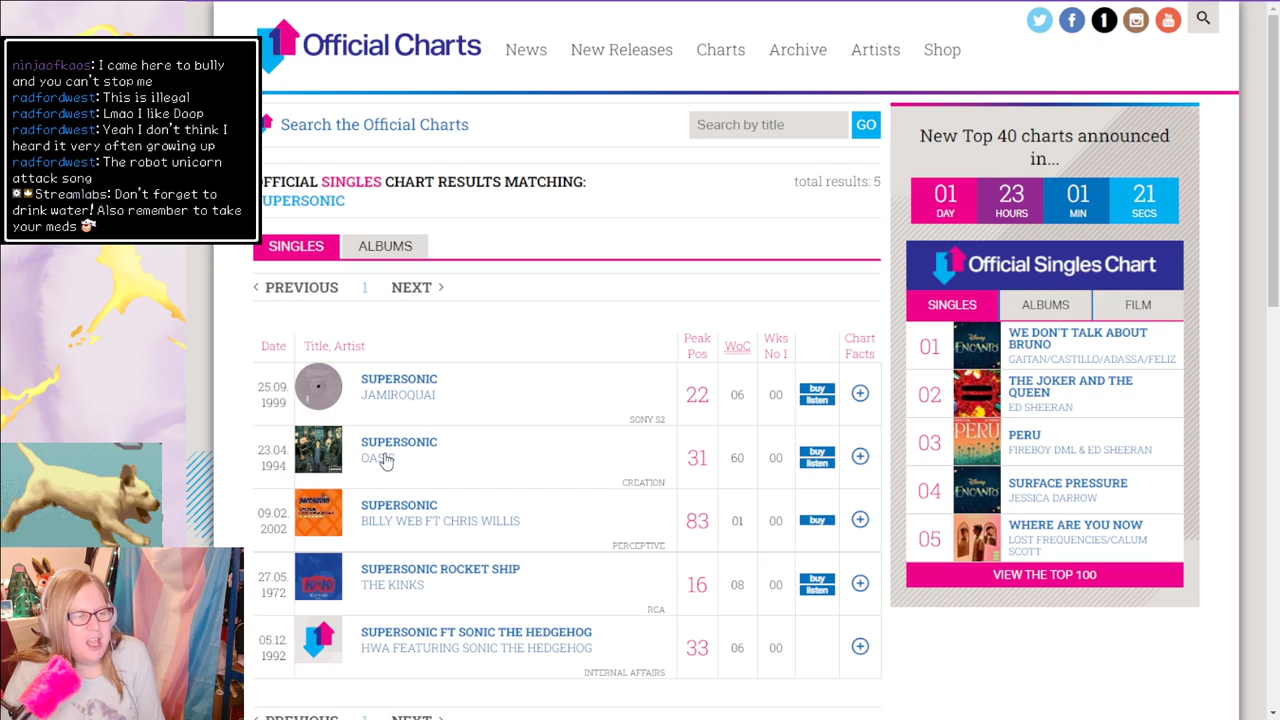 ninjaofkaos: I came here to bully
and you can't stop me
radfordwest: This is illegal
radfordwest: Lmao I like Doop
radfordwest: Yeah I don't think I
heard it very often growing up
radfordwest: The robot unicorn
attack song
Streamlabs: Don't forget to
drink water! Also remember to take
your meds
Official Charts
News New Releases Charts Archive Artists Shop
Search the Official Charts
Search by title
GO
OFFICIAL SINGLES CHART RESULTS MATCHING:
UPERSONIC
total results: 5
SINGLES ALBUMS
PREVIOUS 1 NEXT
Date Title, Artist Peak Pos WoC Wks No 1 Chart Facts
25.09. 1999 SUPERSONIC JAMIROQUAI SONY S2 22 06 00 buy listen
23.04. 1994 SUPERSONIC OASIS CREATION 31 60 00 buy listen
09.02. 2002 SUPERSONIC BILLY WEB FT CHRIS WILLIS PERCEPTIVE 83 01 00 buy
27.05. 1972 SUPERSONIC ROCKET SHIP THE KINKS RCA 16 08 00 buy listen
05.12. 1992 SUPERSONIC FT SONIC THE HEDGEHOG HWA FEATURING SONIC THE HEDGEHOG INTERNAL AFFAIRS 33 06 00
PREVIOUS 1 NEXT
New Top 40 charts announced
in...
01 23 01 21
DAY HOURS MIN SECS
Official Singles Chart
SINGLES ALBUMS FILM
01 WE DON'T TALK ABOUT
BRUNO
GAITAN/CASTILLO/ADASSA/FELIZ
02 THE JOKER AND THE
QUEEN
ED SHEERAN
03 PERU
FIREBOY DML & ED SHEERAN
04 SURFACE PRESSURE
JESSICA DARROW
05 WHERE ARE YOU NOW
LOST FREQUENCIES/CALUM
SCOTT
VIEW THE TOP 100